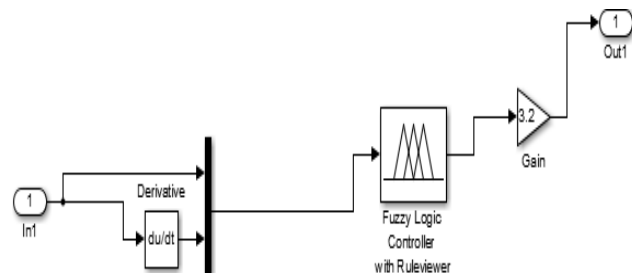 1
Out1
3.2
Gain
Derivative
1
In1
du/dt
Fuzzy Logic
Controller
with Ruleviewer